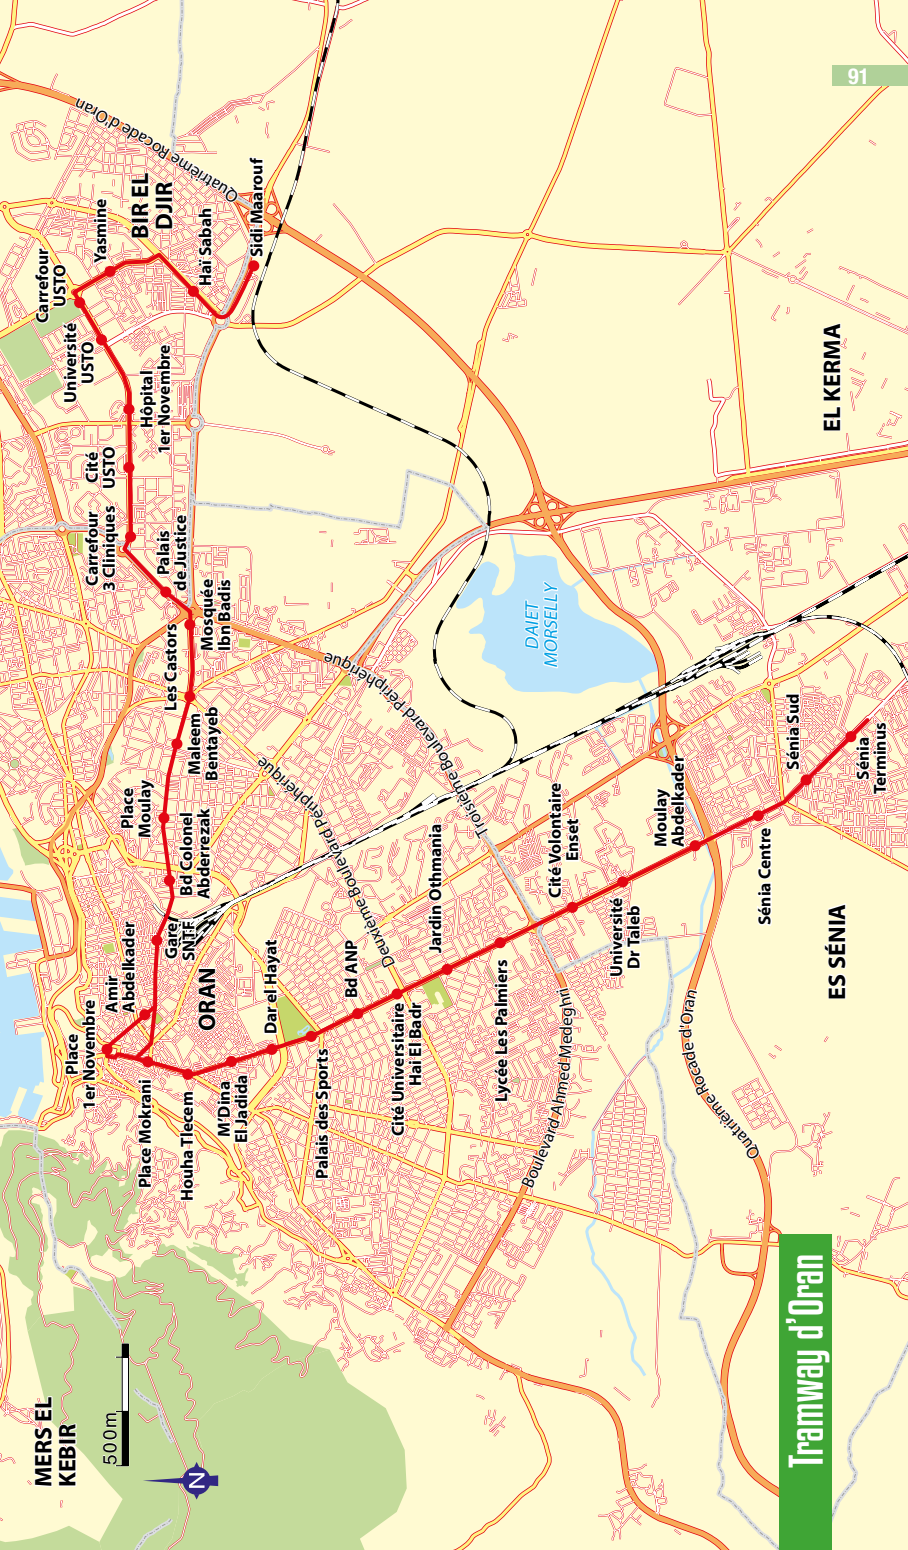 91
Tramway d'Oran
MERS EL
KEBIR
500m
N
Quatrième Rocade d'Oran
BIR EL
DJIR
Sidi Maarouf
Haï Sabah
Yasmine
Carrefour
USTO
Université
USTO
Hôpital
1er Novembre
Cité
USTO
Carrefour
3 Cliniques
Palais
de Justice
Mosquée
Ibn Badis
Les Castors
Maleem
Bentayeb
Place
Moulay
Bd Colonel
Abderrezak
Gare
SNTF
Amir
Abdelkader
Place
1er Novembre
ORAN
Place Mokrani
Houha Tlecem
M'Dina
El Jadida
Dar el Hayat
Palais des Sports
Bd ANP
Cité Universitaire
Hai El Badr
Jardin Othmania
Lycée Les Palmiers
Cité Volontaire
Enset
Université
Dr Taleb
Moulay
Abdelkader
Sénia Centre
Sénia Sud
Sénia
Terminus
Deuxième Boulevard Périphérique
Troisième Boulevard Périphérique
Boulevard Ahmed Medeghri
Quatrième Rocade d'Oran
DAIET
MORSELLY
EL KERMA
ES SÉNIA